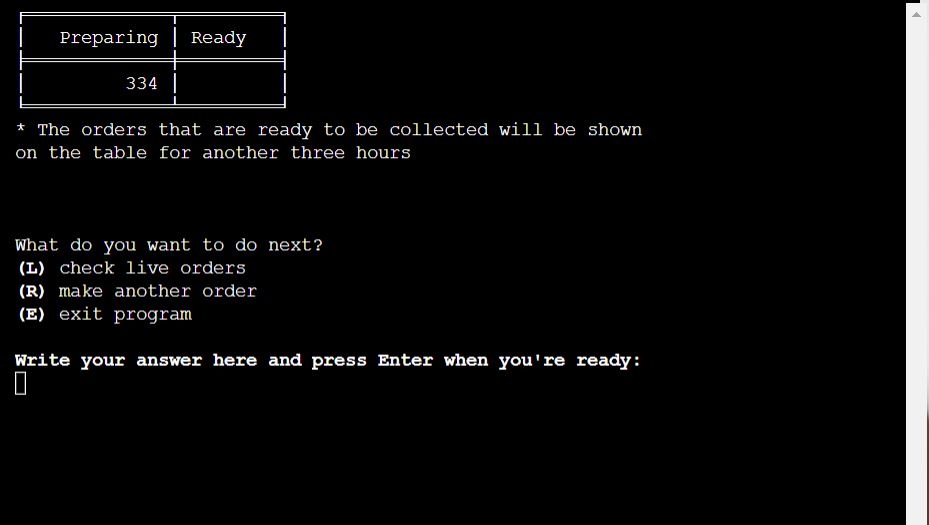 Preparing Ready
334
* The orders that are ready to be collected will be shown
on the table for another three hours
What do you want to do next?
(L) check live orders
(R) make another order
(E) exit program
Write your answer here and press Enter when you're ready: